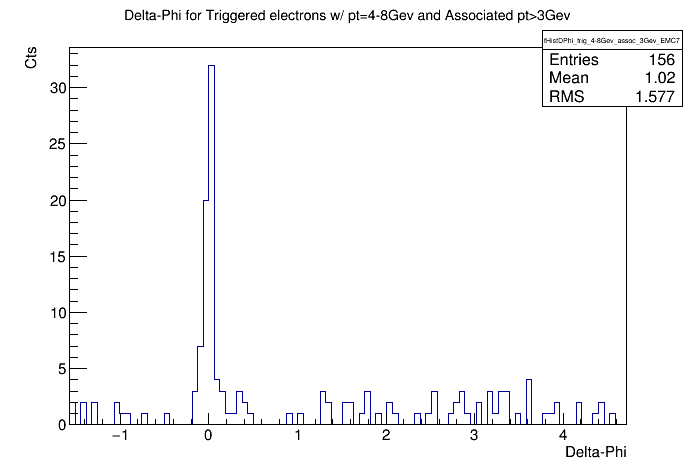 Delta-Phi for Triggered electrons w/ pt=4-8Gev and Associated pt>3Gev
fHistDPhi_trig_4-8Gev_assoc_3Gev_EMC7
Entries 156
Mean 1.02
RMS 1.577
Cts
30
25
20
15
10
5
0
−1 0 1 2 3 4
Delta-Phi